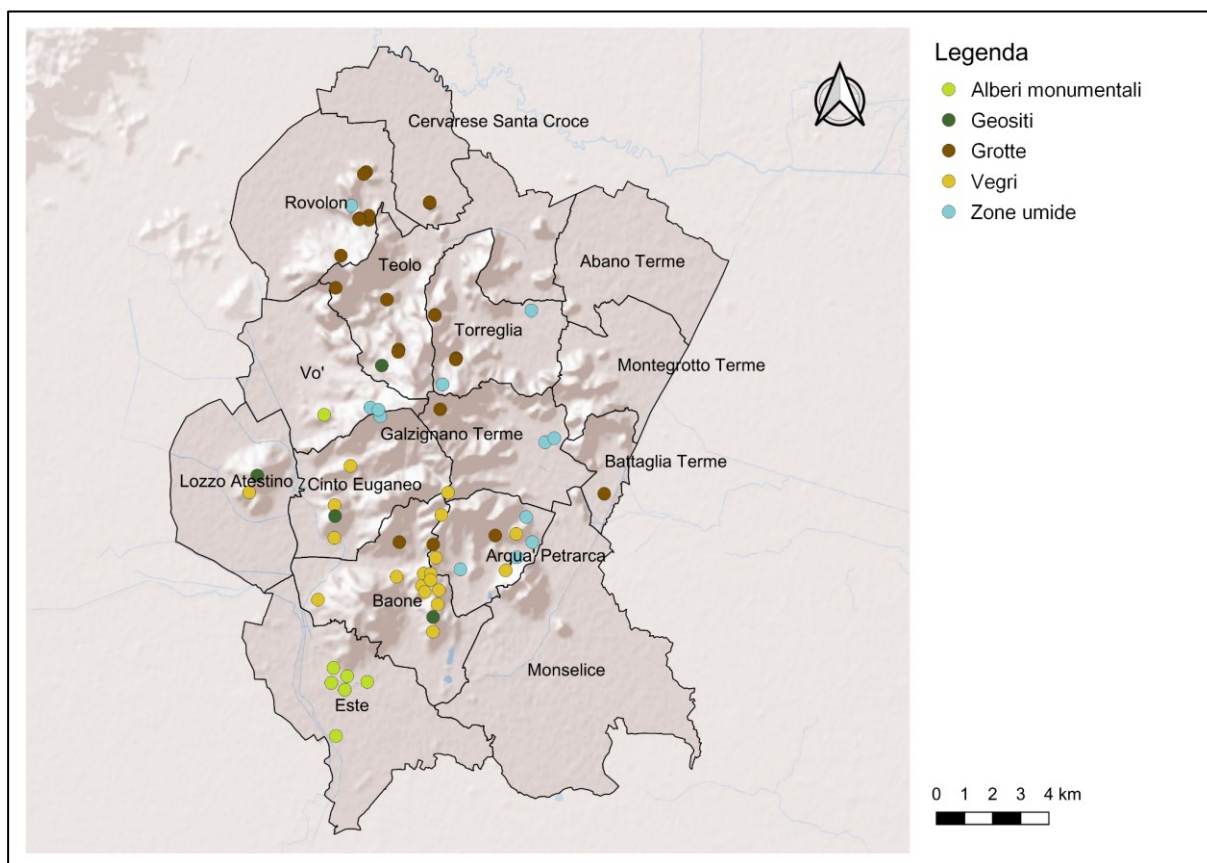 Legenda
Alberi monumentali
Geositi
Grotte
Vegri
Zone umide
Cervarese Santa Croce
Rovolon
Teolo
Abano Terme
Torreglia
Montegrotto Terme
Vo'
Galzignano Terme
Battaglia Terme
Lozzo Atestino
Cinto Euganeo
Arqua' Petrarca
Baone
Monselice
Este
0 1 2 3 4 km